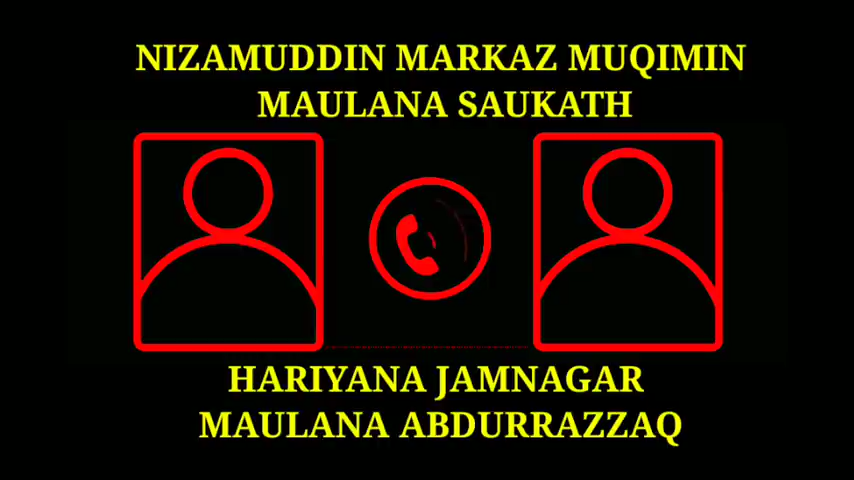 NIZAMUDDIN MARKAZ MUQIMIN
MAULANA SAUKATH
HARIYANA JAMNAGAR
MAULANA ABDURRAZZAQ